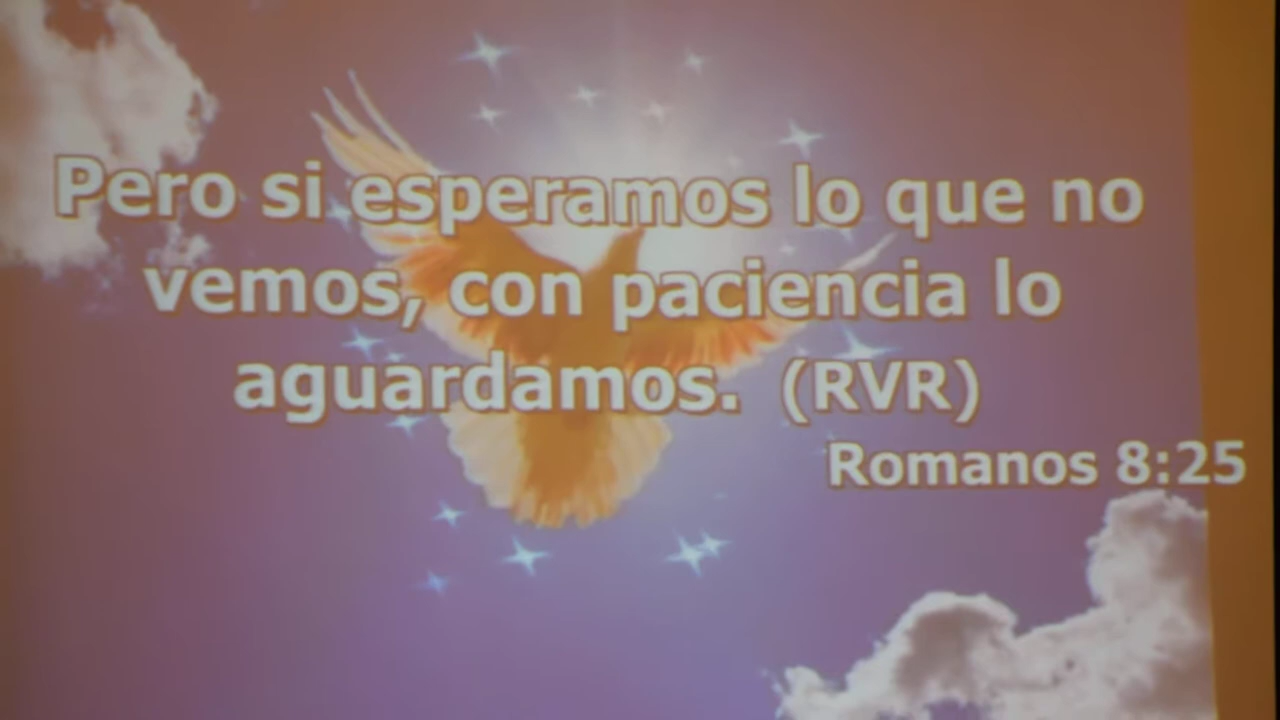 Pero si esperamos lo que no
vemos, con paciencia lo
aguardamos. (RVR)
Romanos 8:25